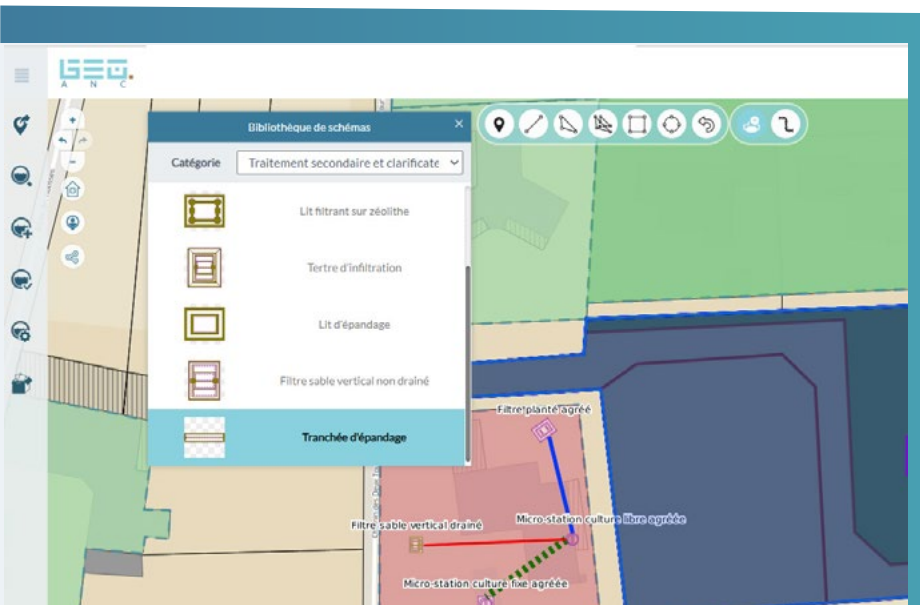 GEO.
A N C
Bibliothèque de schémas ×
Catégorie Traitement secondaire et clarificate
Lit filtrant sur zéolithe
Tertre d'infiltration
Lit d'épandage
Filtre sable vertical non drainé
Tranchée d'épandage
Filtre planté agréé
Filtre sable vertical drainé
Micro-station culture libre agréée
Micro-station culture fixe agréée